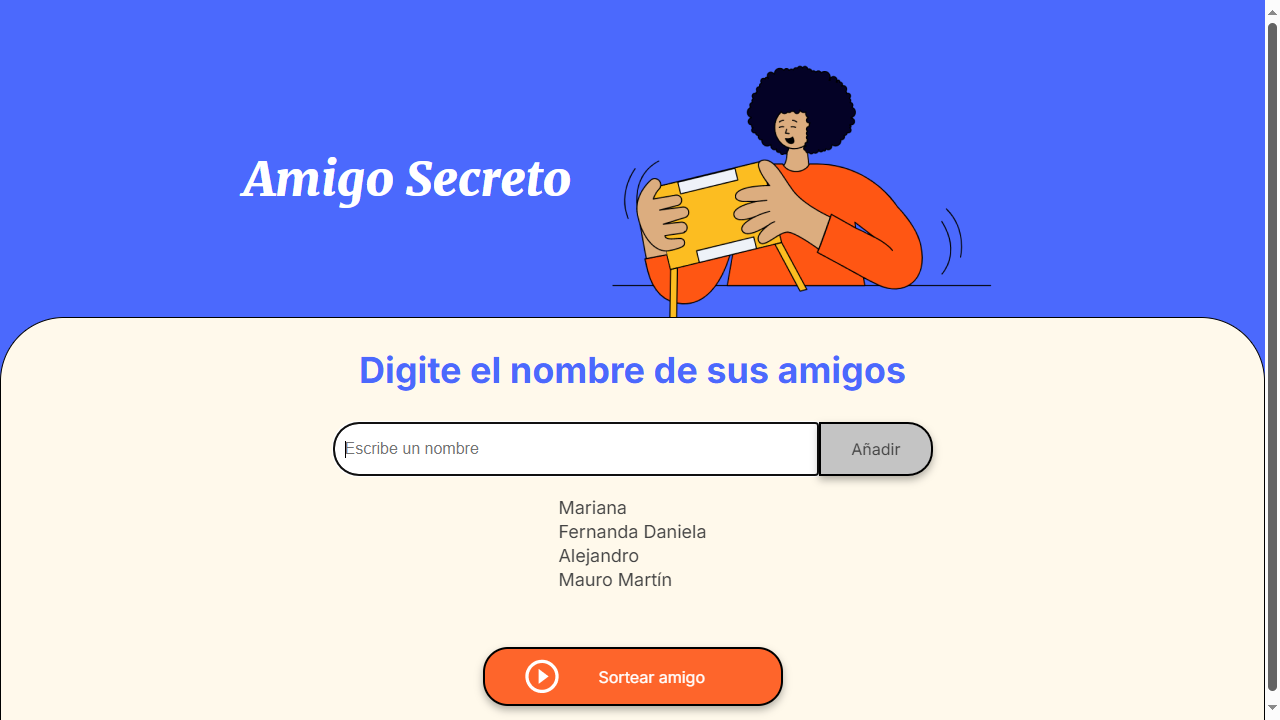 Amigo Secreto
Digite el nombre de sus amigos
Escribe un nombre
Añadir
Mariana
Fernanda Daniela
Alejandro
Mauro Martín
Sortear amigo